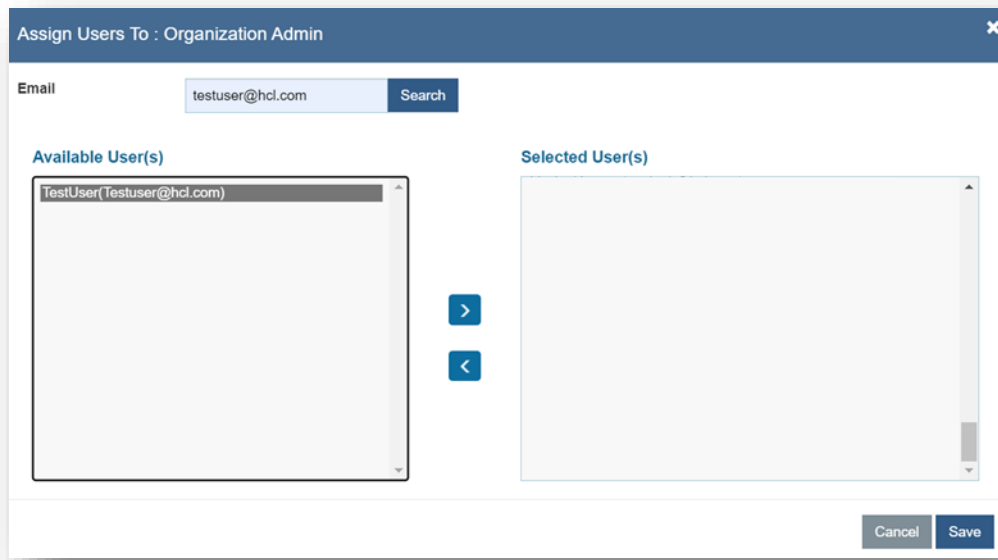 Assign Users To : Organization Admin
Email
testuser@hcl.com
Search
Available User(s)
Selected User(s)
TestUser(Testuser@hcl.com)
Cancel
Save